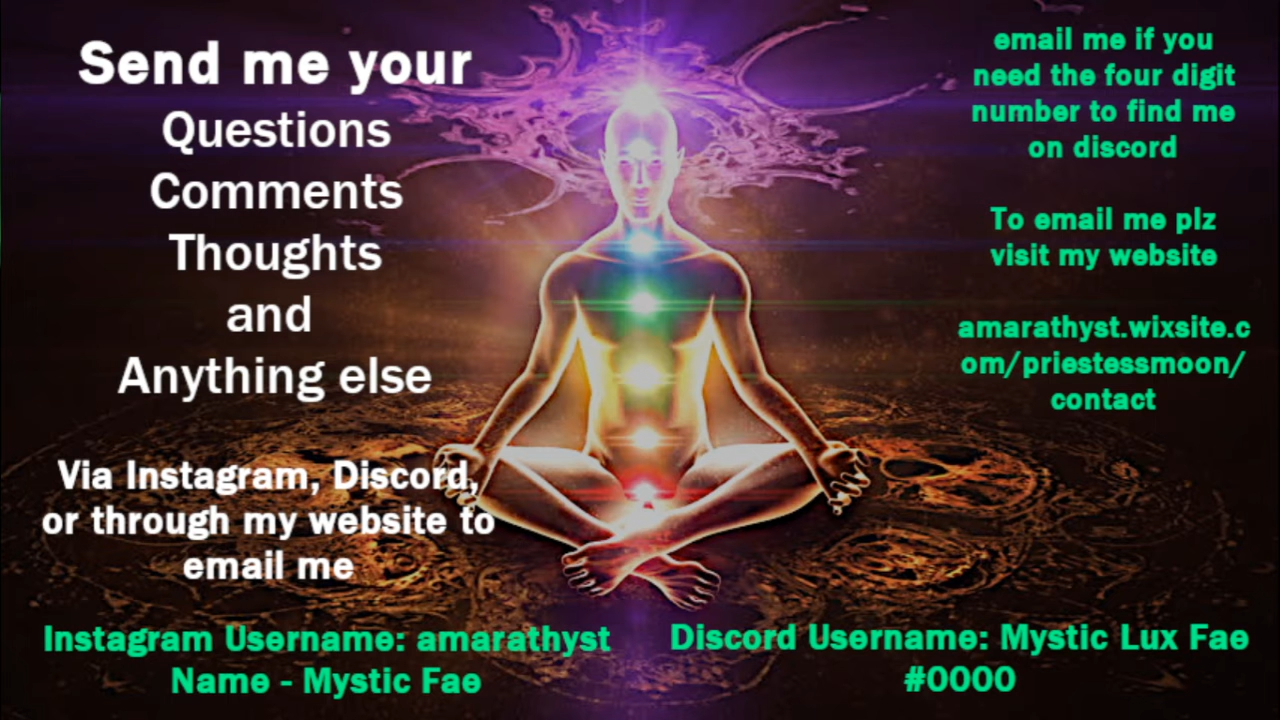 Send me your
Questions
Comments
Thoughts
and
Anything else
Via Instagram, Discord,
or through my website to
email me
Instagram Username: amarathyst
Name - Mystic Fae
email me if you
need the four digit
number to find me
on discord
To email me plz
visit my website
amarathyst.wixsite.c
om/priestessmoon/
contact
Discord Username: Mystic Lux Fae
#0000